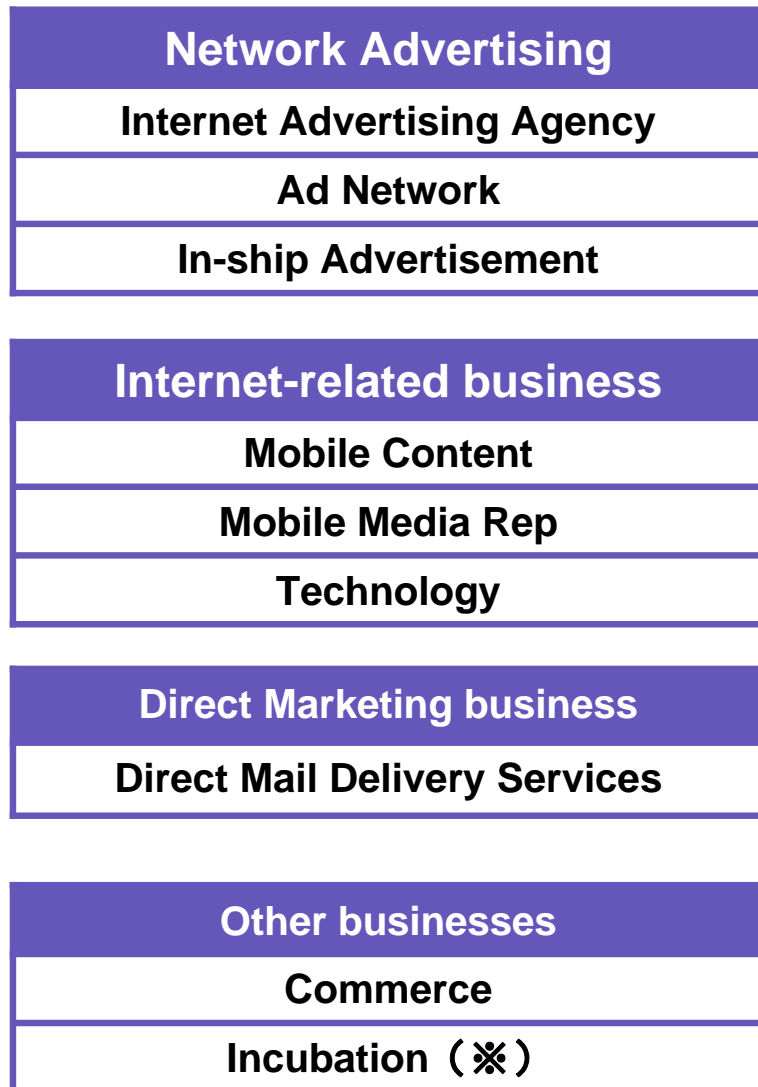 Network Advertising
Internet Advertising Agency
Ad Network
In-ship Advertisement
Internet-related business
Mobile Content
Mobile Media Rep
Technology
Direct Marketing business
Direct Mail Delivery Services
Other businesses
Commerce
Incubation（※）